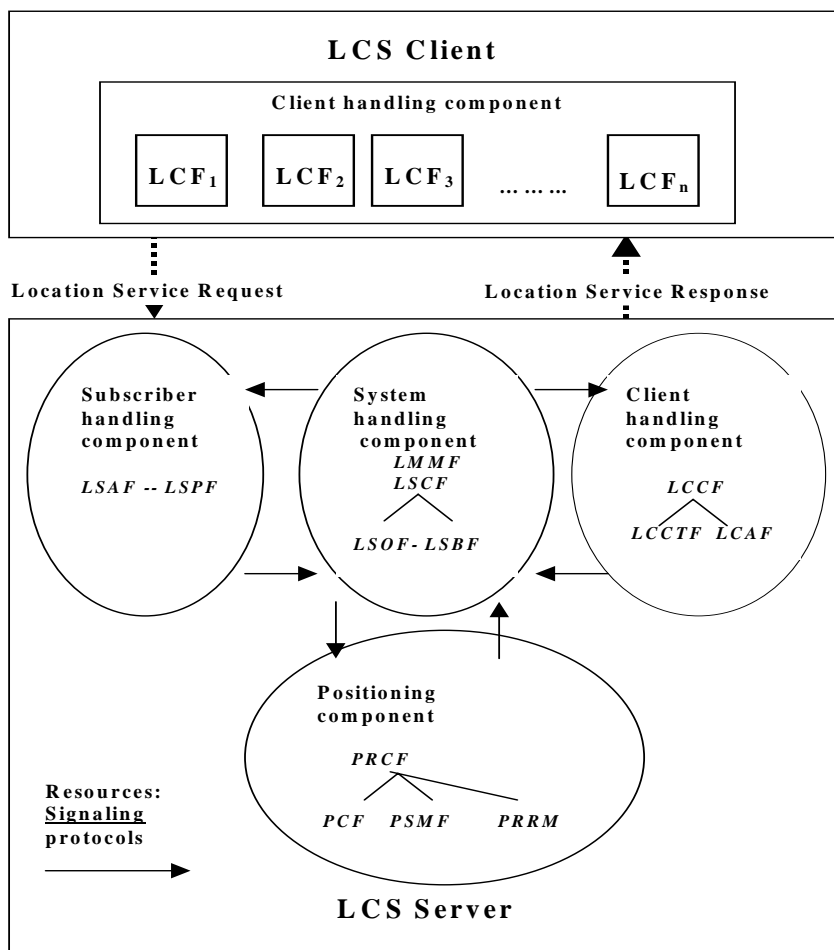 LCS Client
Client handling component
LCF1 LCF2 LCF3 ... ... ... LCFn
Location Service Request
Location Service Response
Subscriber
handling
component
LSAF -- LSPF
System
handling
component
LMMF
LSCF
LSOF - LSBF
Client
handling
component
LCCF
LCCTF LCAF
Positioning
component
PRCF
PCF PSMF PRRM
Resources:
Signaling
protocols
LCS Server